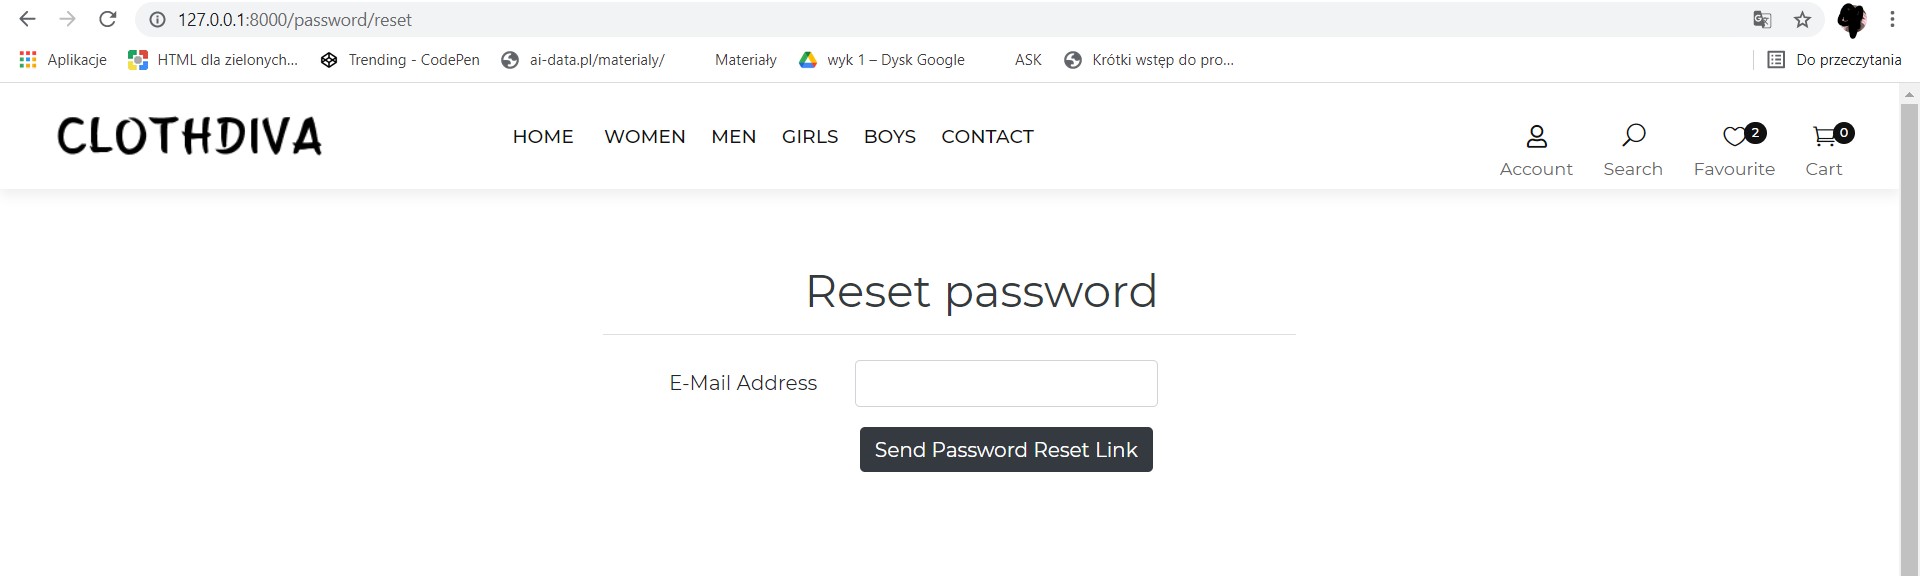 127.0.0.1:8000/password/reset
Aplikacje HTML dla zielonych... Trending - CodePen ai-data.pl/materialy/ Materiały wyk 1 – Dysk Google ASK Krótki wstęp do pro... Do przeczytania
CLOTHDIVA HOME WOMEN MEN GIRLS BOYS CONTACT 2 0
Account Search Favourite Cart
Reset password
E-Mail Address
Send Password Reset Link